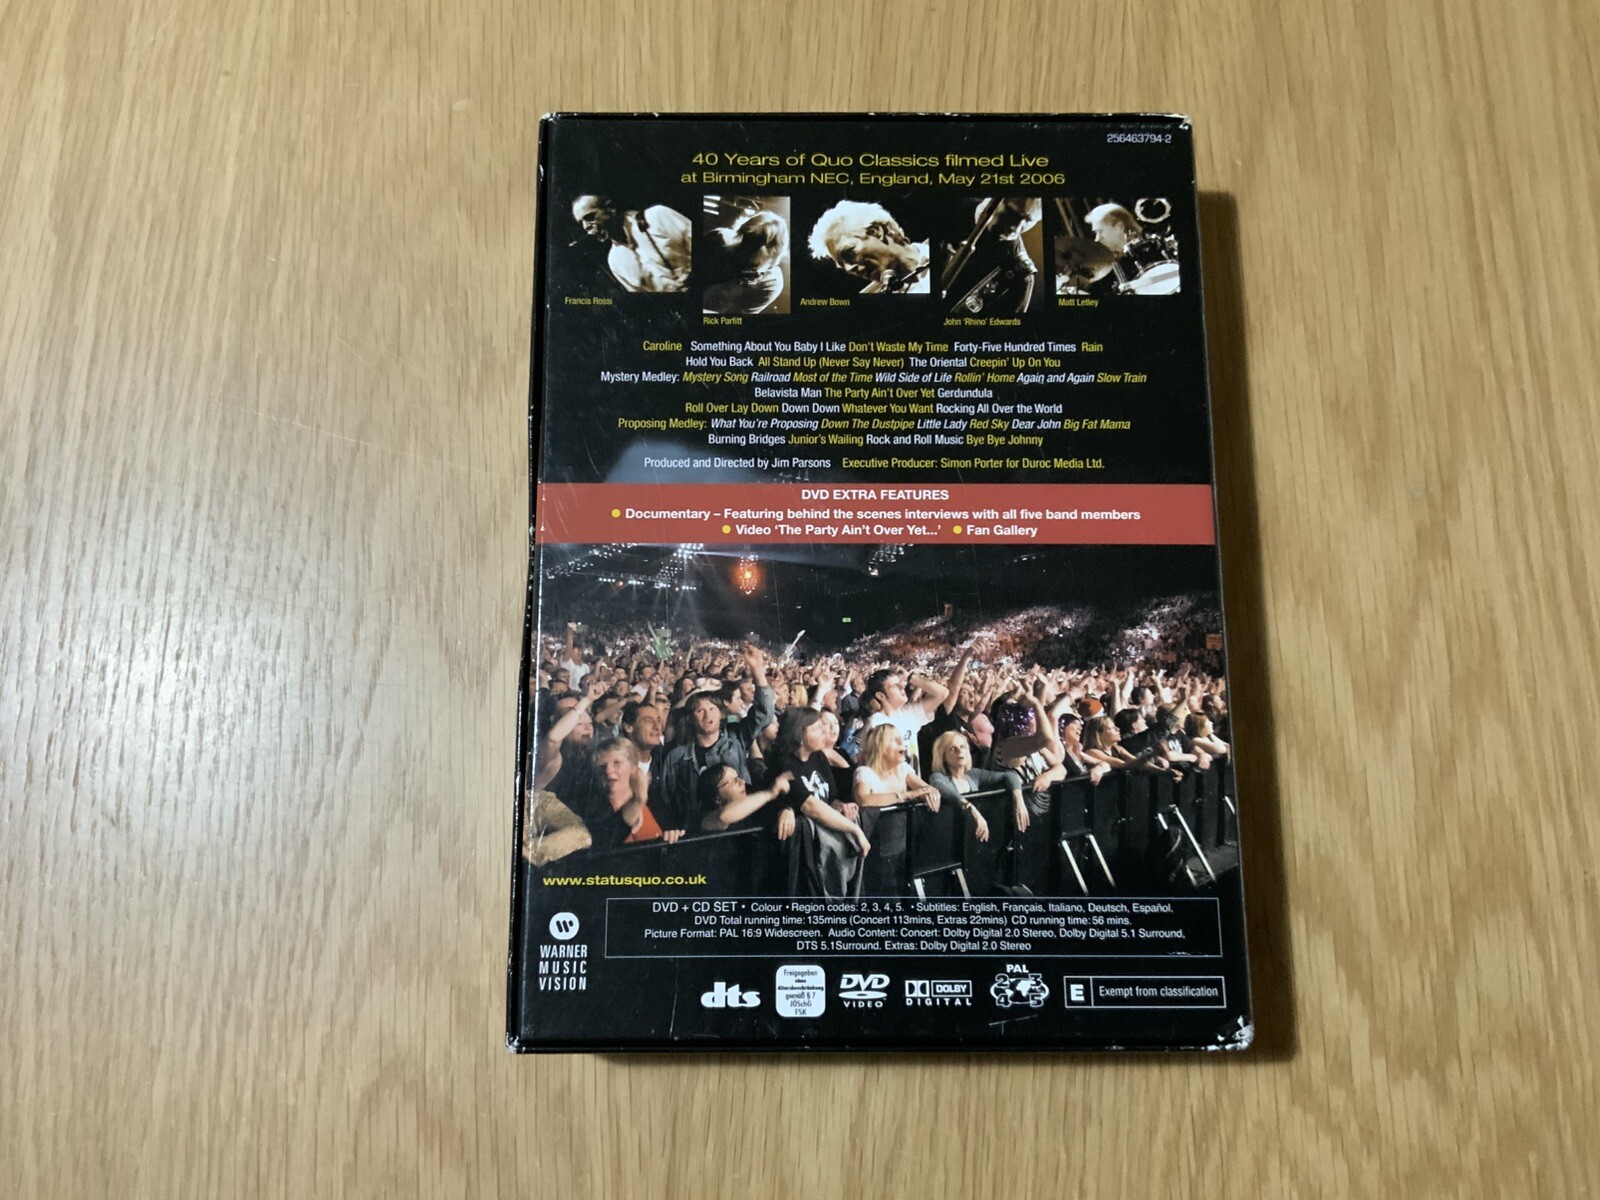 256463794-2
40 Years of Quo Classics filmed Live
at Birmingham NEC, England, May 21st 2006
Francis Rossi
Rick Parfitt
Andrew Bown
John 'Rhino' Edwards
Matt Letley
Caroline Something About You Baby I Like Don't Waste My Time Forty-Five Hundred Times Rain
Hold You Back All Stand Up (Never Say Never) The Oriental Creepin' Up On You
Mystery Medley: Mystery Song Railroad Most of the Time Wild Side of Life Rollin' Home Again and Again Slow Train
Belavista Man The Party Ain't Over Yet Gerdundula
Roll Over Lay Down Down Down Whatever You Want Rocking All Over the World
Proposing Medley: What You're Proposing Down The Dustpipe Little Lady Red Sky Dear John Big Fat Mama
Burning Bridges Junior's Wailing Rock and Roll Music Bye Bye Johnny
Produced and Directed by Jim Parsons Executive Producer: Simon Porter for Duroc Media Ltd.
DVD EXTRA FEATURES
● Documentary – Featuring behind the scenes interviews with all five band members
● Video 'The Party Ain't Over Yet...' ● Fan Gallery
www.statusquo.co.uk
WARNER
MUSIC
VISION
DVD + CD SET • Colour • Region codes: 2, 3, 4, 5. • Subtitles: English, Français, Italiano, Deutsch, Español.
DVD Total running time: 135mins (Concert 113mins, Extras 22mins) CD running time: 56 mins.
Picture Format: PAL 16:9 Widescreen. Audio Content: Concert: Dolby Digital 2.0 Stereo, Dolby Digital 5.1 Surround,
DTS 5.1Surround. Extras: Dolby Digital 2.0 Stereo
dts
Freigegeben
ohne
Altersbeschränkung
gemäß § 7
JÖSchG
FSK
DVD
VIDEO
DOLBY
DIGITAL
PAL
2 3
4 5
E Exempt from classification